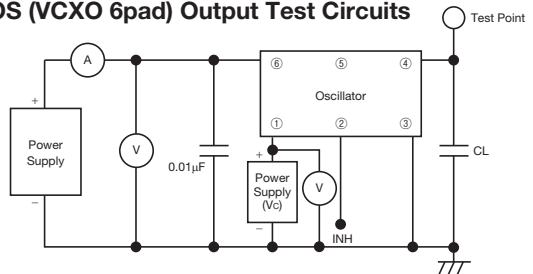 OS (VCXO 6pad) Output Test Circuits
Test Point
A
⑥ ⑤ ④
Oscillator
① ② ③
+
Power
Supply
−
V
0.01μF
+
Power
Supply
(Vc)
−
V
INH
CL